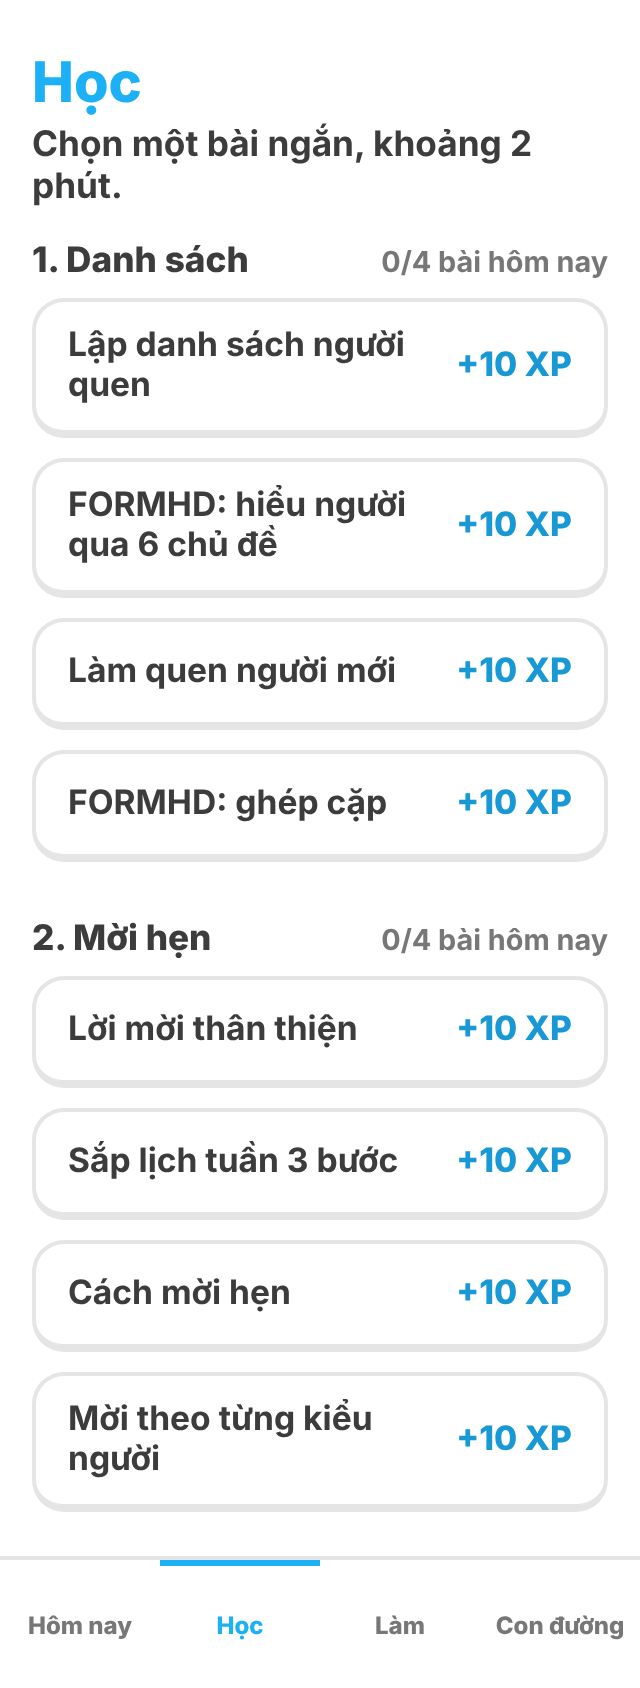 Học
Chọn một bài ngắn, khoảng 2
phút.
1. Danh sách
0/4 bài hôm nay
Lập danh sách người
quen
+10 XP
FORMHD: hiểu người
qua 6 chủ đề
+10 XP
Làm quen người mới
+10 XP
FORMHD: ghép cặp
+10 XP
2. Mời hẹn
0/4 bài hôm nay
Lời mời thân thiện
+10 XP
Sắp lịch tuần 3 bước
+10 XP
Cách mời hẹn
+10 XP
Mời theo từng kiểu
người
+10 XP
Hôm nay
Học
Làm
Con đường